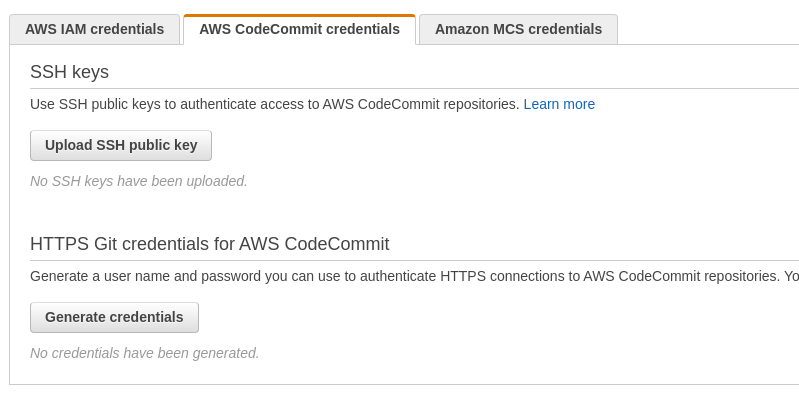 AWS IAM credentials
AWS CodeCommit credentials
Amazon MCS credentials
SSH keys
Use SSH public keys to authenticate access to AWS CodeCommit repositories. Learn more
Upload SSH public key
No SSH keys have been uploaded.
HTTPS Git credentials for AWS CodeCommit
Generate a user name and password you can use to authenticate HTTPS connections to AWS CodeCommit repositories. Yo
Generate credentials
No credentials have been generated.